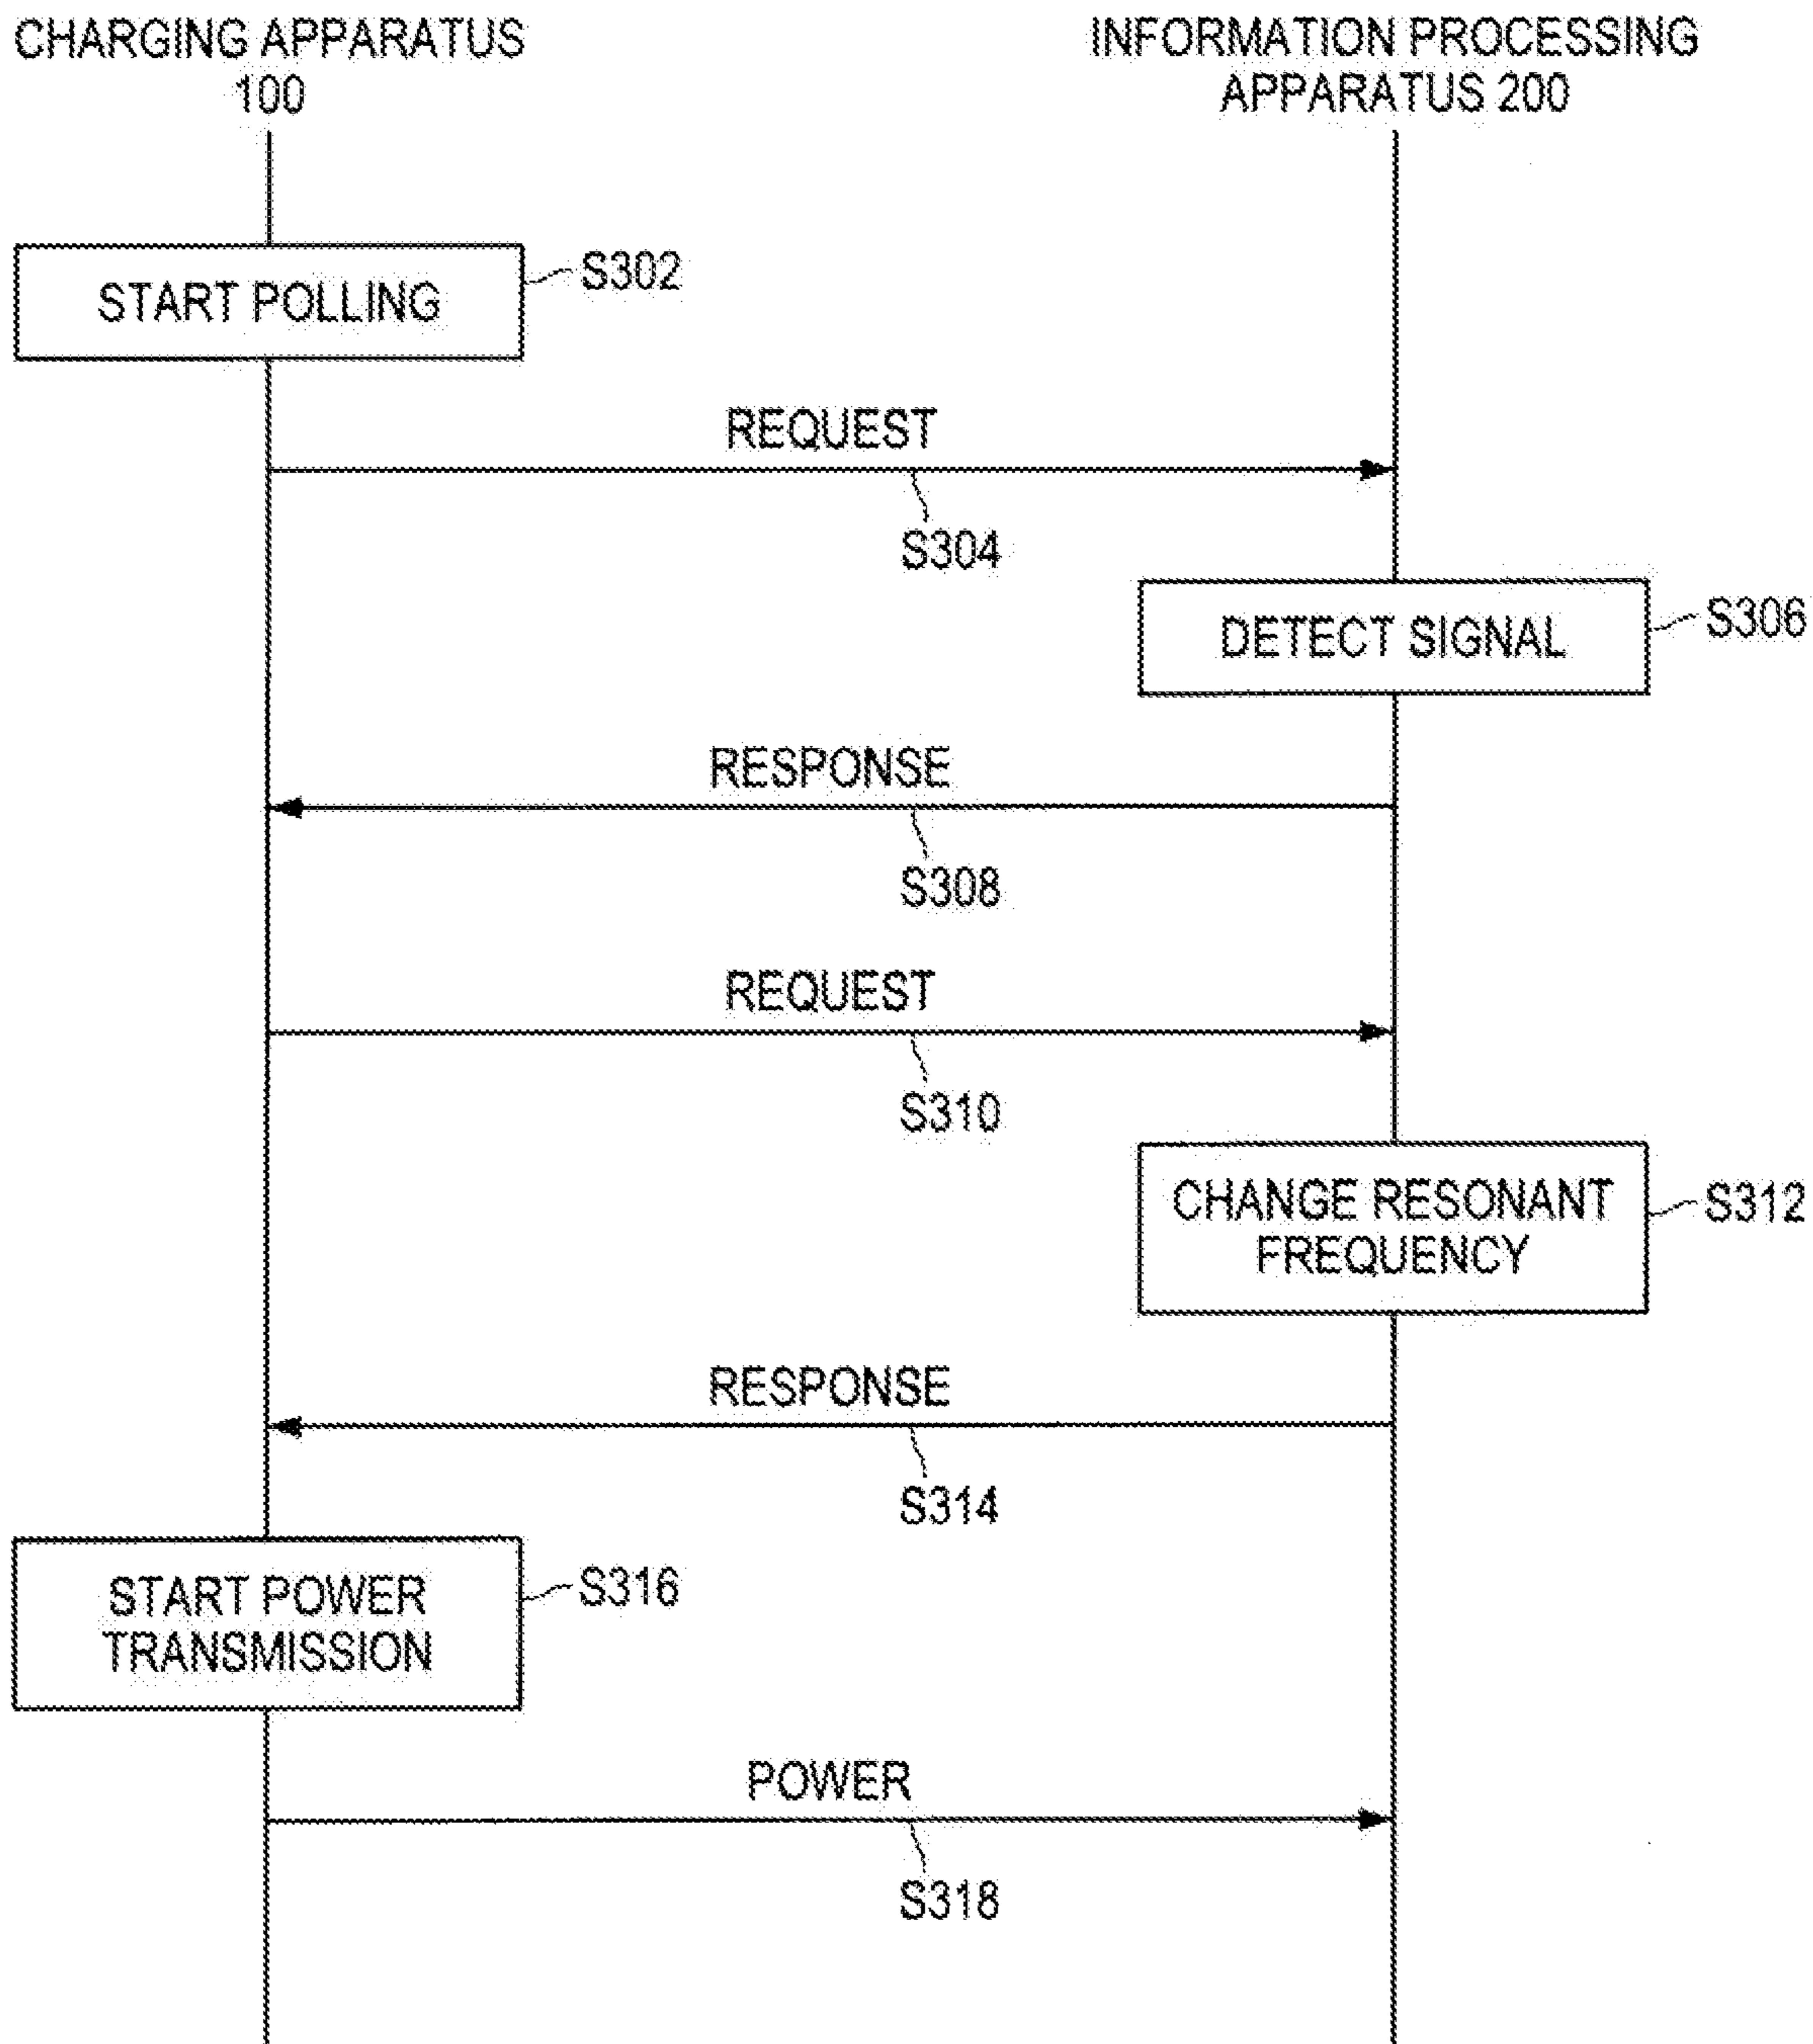 CHARGING APPARATUS
100
INFORMATION PROCESSING
APPARATUS 200
START POLLING
S302
REQUEST
S304
DETECT SIGNAL
S306
RESPONSE
S308
REQUEST
S310
CHANGE RESONANT
FREQUENCY
S312
RESPONSE
S314
START POWER
TRANSMISSION
S316
POWER
S318